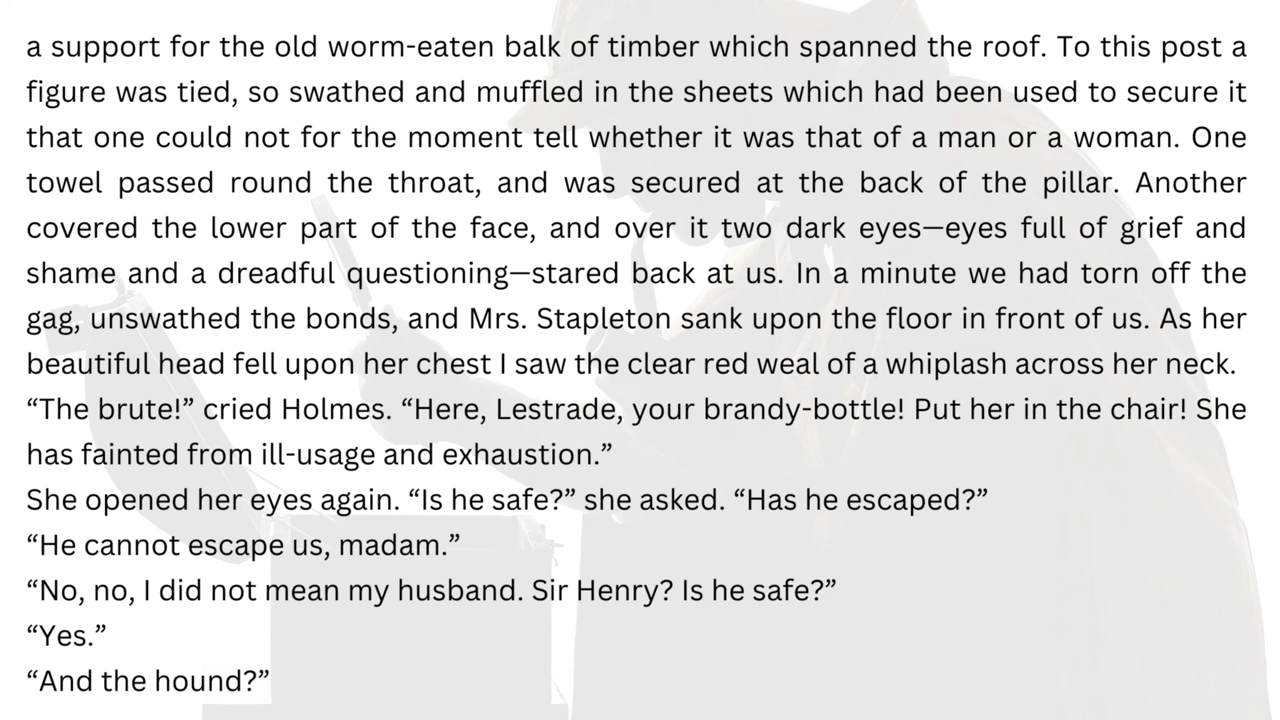 a support for the old worm-eaten balk of timber which spanned the roof. To this post a
figure was tied, so swathed and muffled in the sheets which had been used to secure it
that one could not for the moment tell whether it was that of a man or a woman. One
towel passed round the throat, and was secured at the back of the pillar. Another
covered the lower part of the face, and over it two dark eyes—eyes full of grief and
shame and a dreadful questioning—stared back at us. In a minute we had torn off the
gag, unswathed the bonds, and Mrs. Stapleton sank upon the floor in front of us. As her
beautiful head fell upon her chest I saw the clear red weal of a whiplash across her neck.
“The brute!” cried Holmes. “Here, Lestrade, your brandy-bottle! Put her in the chair! She
has fainted from ill-usage and exhaustion.”
She opened her eyes again. “Is he safe?” she asked. “Has he escaped?”
“He cannot escape us, madam.”
“No, no, I did not mean my husband. Sir Henry? Is he safe?”
“Yes.”
“And the hound?”